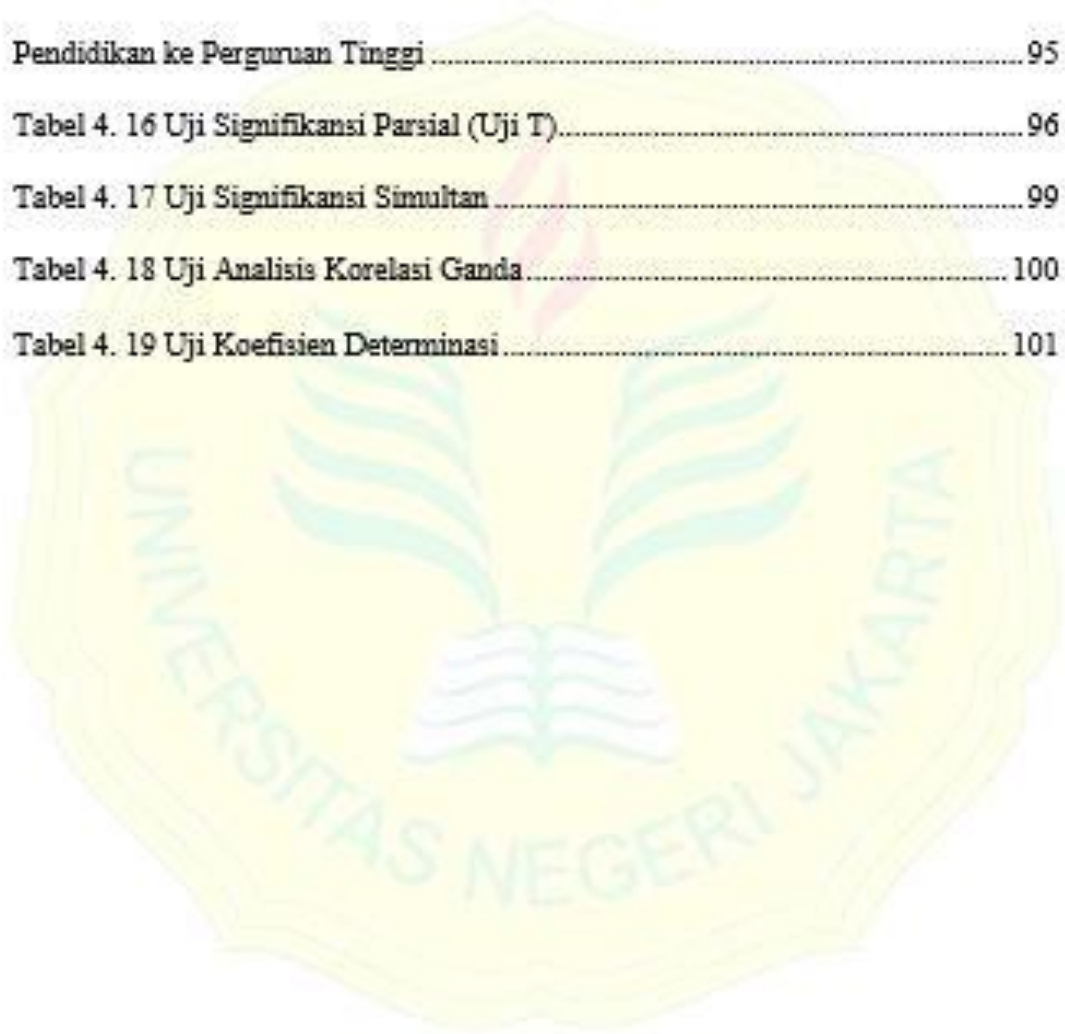 Pendidikan ke Perguruan Tinggi ........................................................................ 95
Tabel 4. 16 Uji Signifikansi Parsial (Uji T) ........................................................ 96
Tabel 4. 17 Uji Signifikansi Simultan ................................................................ 99
Tabel 4. 18 Uji Analisis Korelasi Ganda .......................................................... 100
Tabel 4. 19 Uji Koefisien Determinasi ............................................................. 101
UNIVERSITAS NEGERI JAKARTA